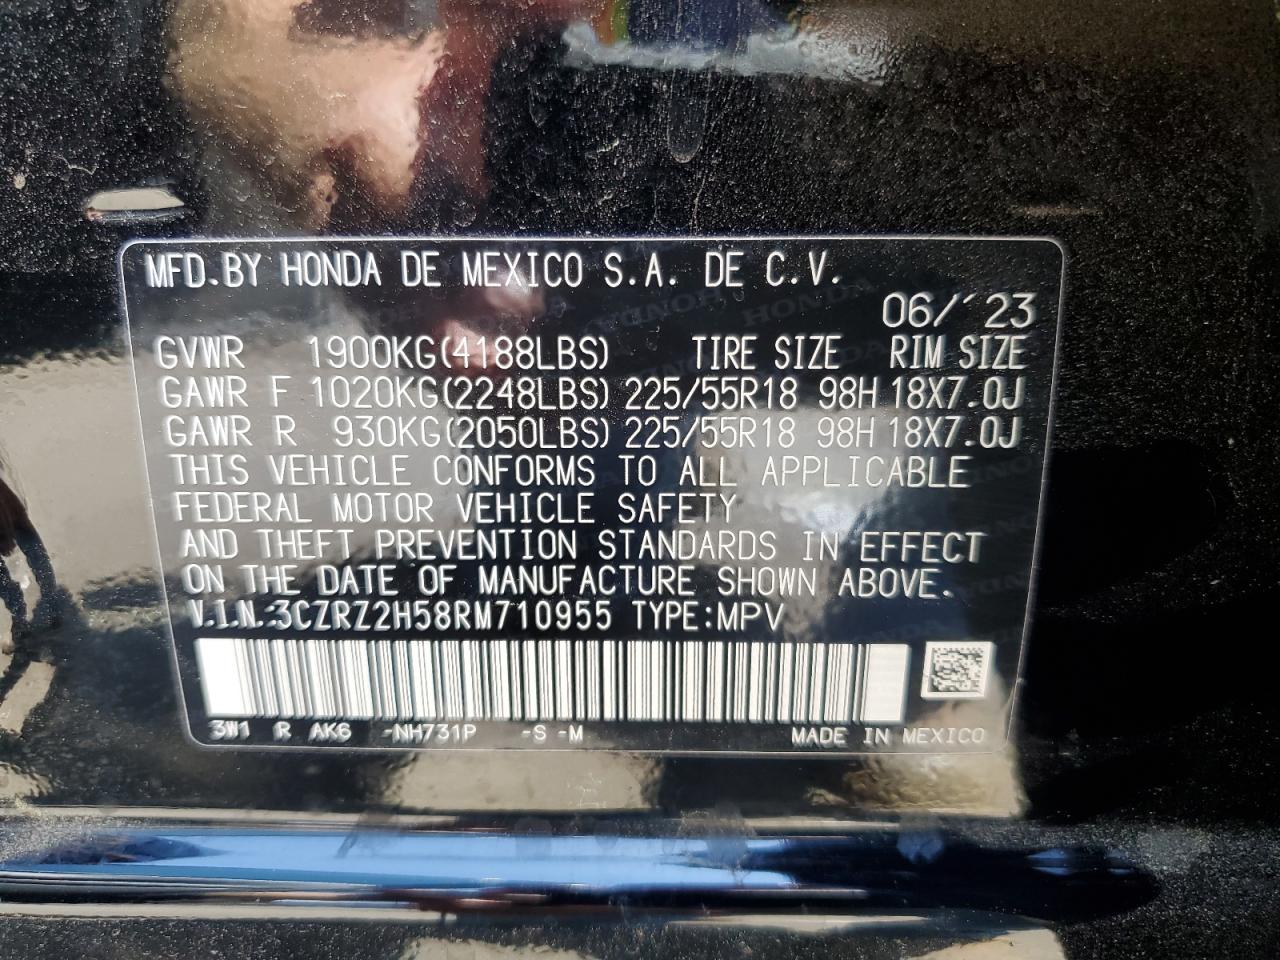 MFD.BY HONDA DE MEXICO S.A. DE C.V.
06/´23
GVWR 1900KG(4188LBS) TIRE SIZE RIM SIZE
GAWR F 1020KG(2248LBS) 225/55R18 98H 18X7.0J
GAWR R 930KG(2050LBS) 225/55R18 98H 18X7.0J
THIS VEHICLE CONFORMS TO ALL APPLICABLE
FEDERAL MOTOR VEHICLE SAFETY
AND THEFT PREVENTION STANDARDS IN EFFECT
ON THE DATE OF MANUFACTURE SHOWN ABOVE.
V.I.N.:3CZRZ2H58RM710955 TYPE:MPV
3W1 R AK6 -NH731P -S -M MADE IN MEXICO